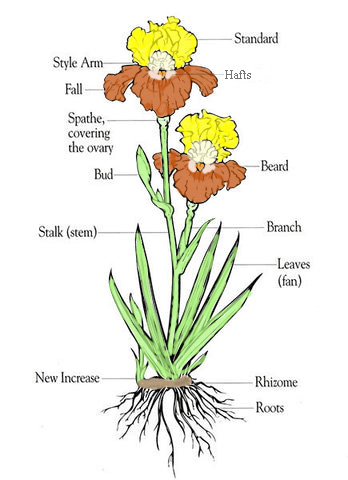 Standard
Style Arm
Hafts
Fall
Spathe,
covering
the ovary
Beard
Bud
Branch
Stalk (stem)
Leaves
(fan)
New Increase
Rhizome
Roots